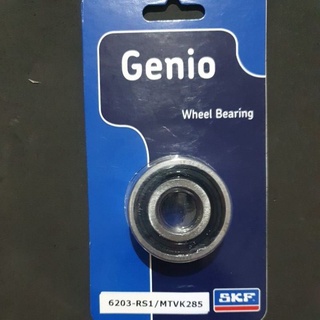 Genio
Wheel Bearing
6203-RS1/MTVK285
SKF